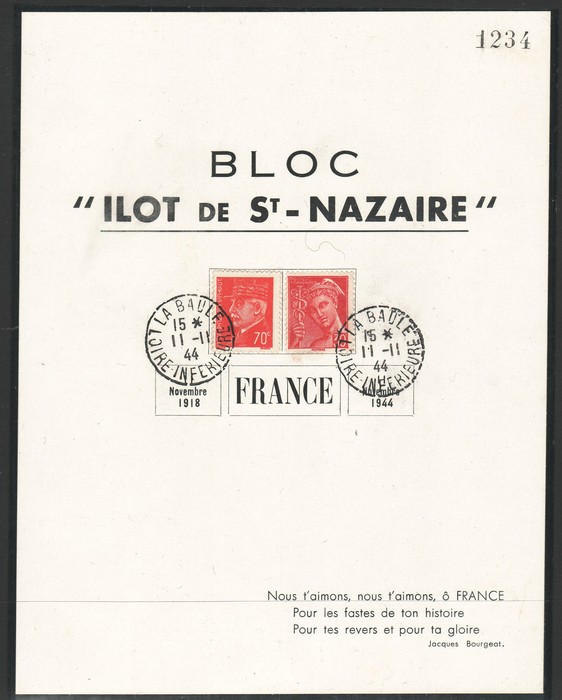 1234
BLOC
"ILOT DE ST - NAZAIRE"
70c
LA BAULE
15 *
11 -11
44
LOIRE-INFERIEURE
LA BAULE
15 *
11 -11
44
LOIRE-INFERIEURE
Novembre
1918
FRANCE
Novembre
1944
Nous t'aimons, nous t'aimons, ô FRANCE
Pour les fastes de ton histoire
Pour tes revers et pour ta gloire
Jacques Bourgeat.